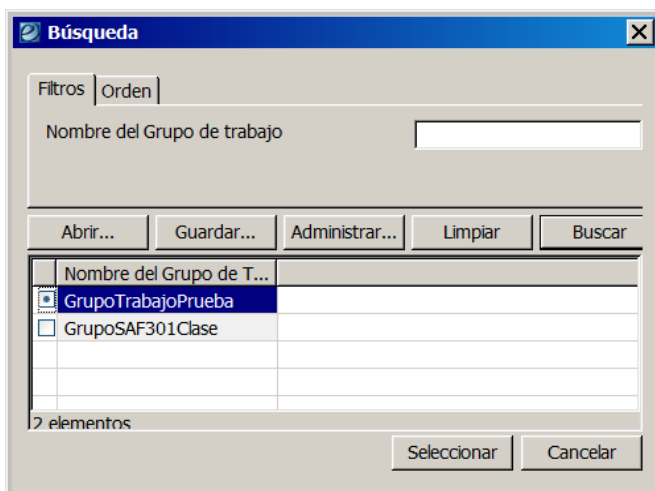 Búsqueda
Filtros Orden
Nombre del Grupo de trabajo
Abrir... Guardar... Administrar... Limpiar Buscar
Nombre del Grupo de T...
GrupoTrabajoPrueba
GrupoSAF301Clase
2 elementos
Seleccionar Cancelar